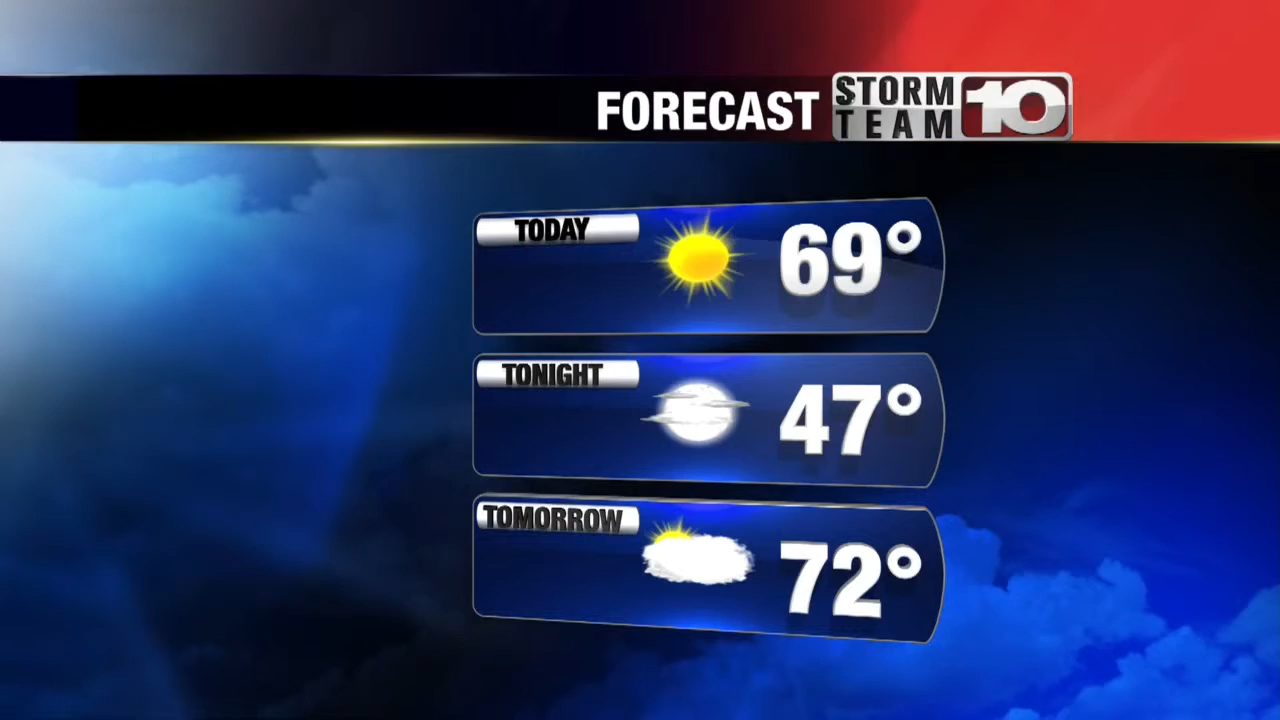 FORECAST
STORM
TEAM
10
TODAY
69°
TONIGHT
47°
TOMORROW
72°